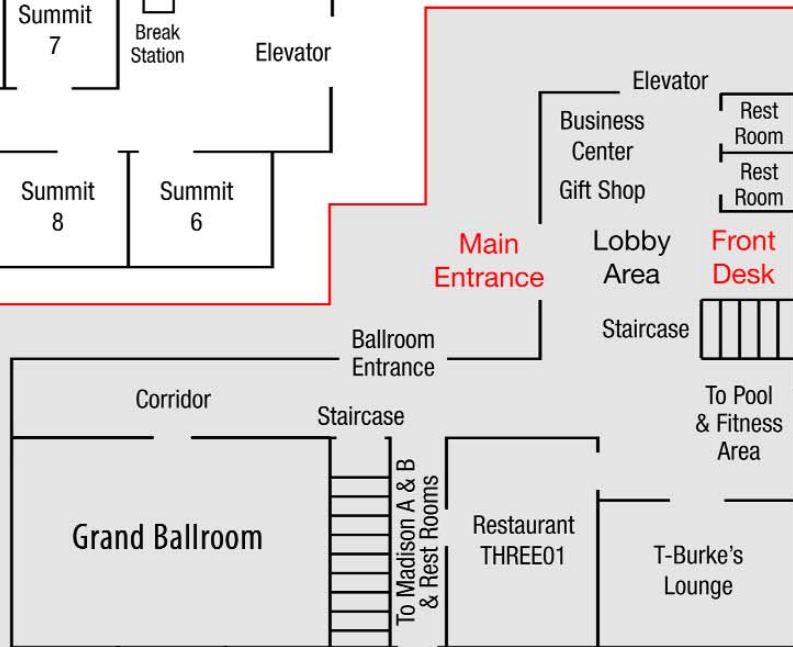 Summit
7
Break
Station
Elevator
Summit
8
Summit
6
Elevator
Business
Center
Gift Shop
Rest
Room
Rest
Room
Main
Entrance
Lobby
Area
Front
Desk
Staircase
Ballroom
Entrance
Corridor
Staircase
To Pool
& Fitness
Area
Grand Ballroom
To Madison A & B
& Rest Rooms
Restaurant
THREE01
T-Burke's
Lounge